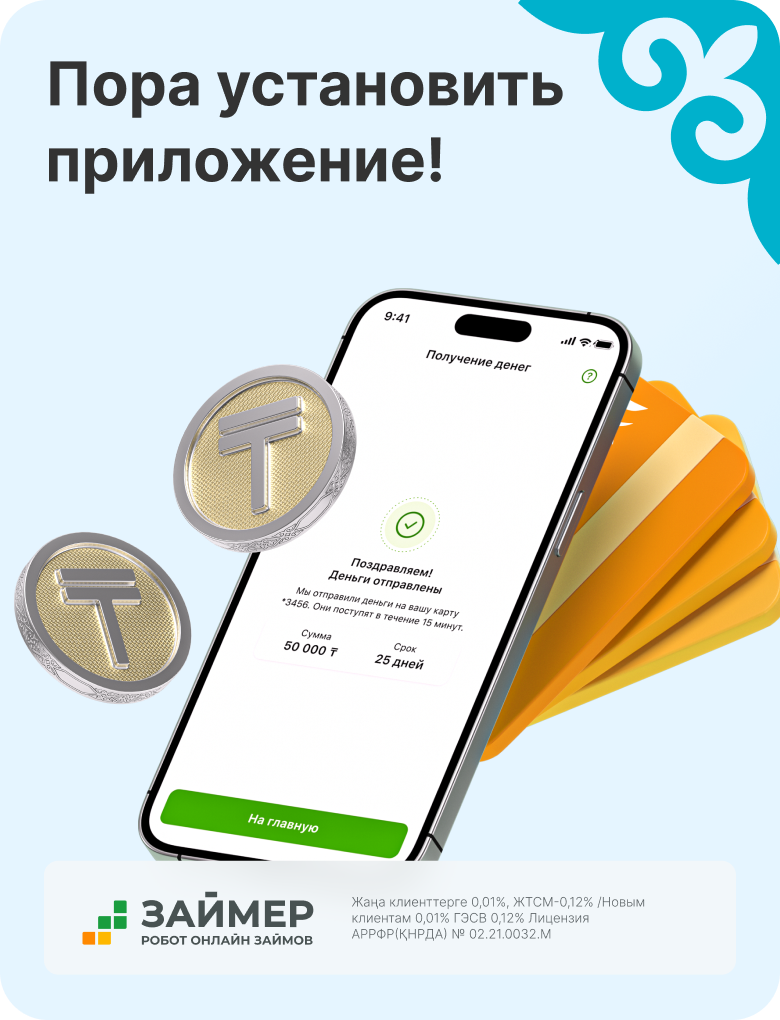 Пора установить
приложение!
9:41
Получение денег
?
Поздравляем!
Деньги отправлены
Мы отправили деньги на вашу карту
*3456. Они поступят в течение 15 минут.
Сумма
Срок
50 000 ₸
25 дней
На главную
₸
₸
ЗАЙМЕР
РОБОТ ОНЛАЙН ЗАЙМОВ
Жаңа клиенттерге 0,01%, ЖТСМ-0,12% /Новым
клиентам 0,01% ГЭСВ 0,12% Лицензия
АРРФР(ҚНРДА) № 02.21.0032.М